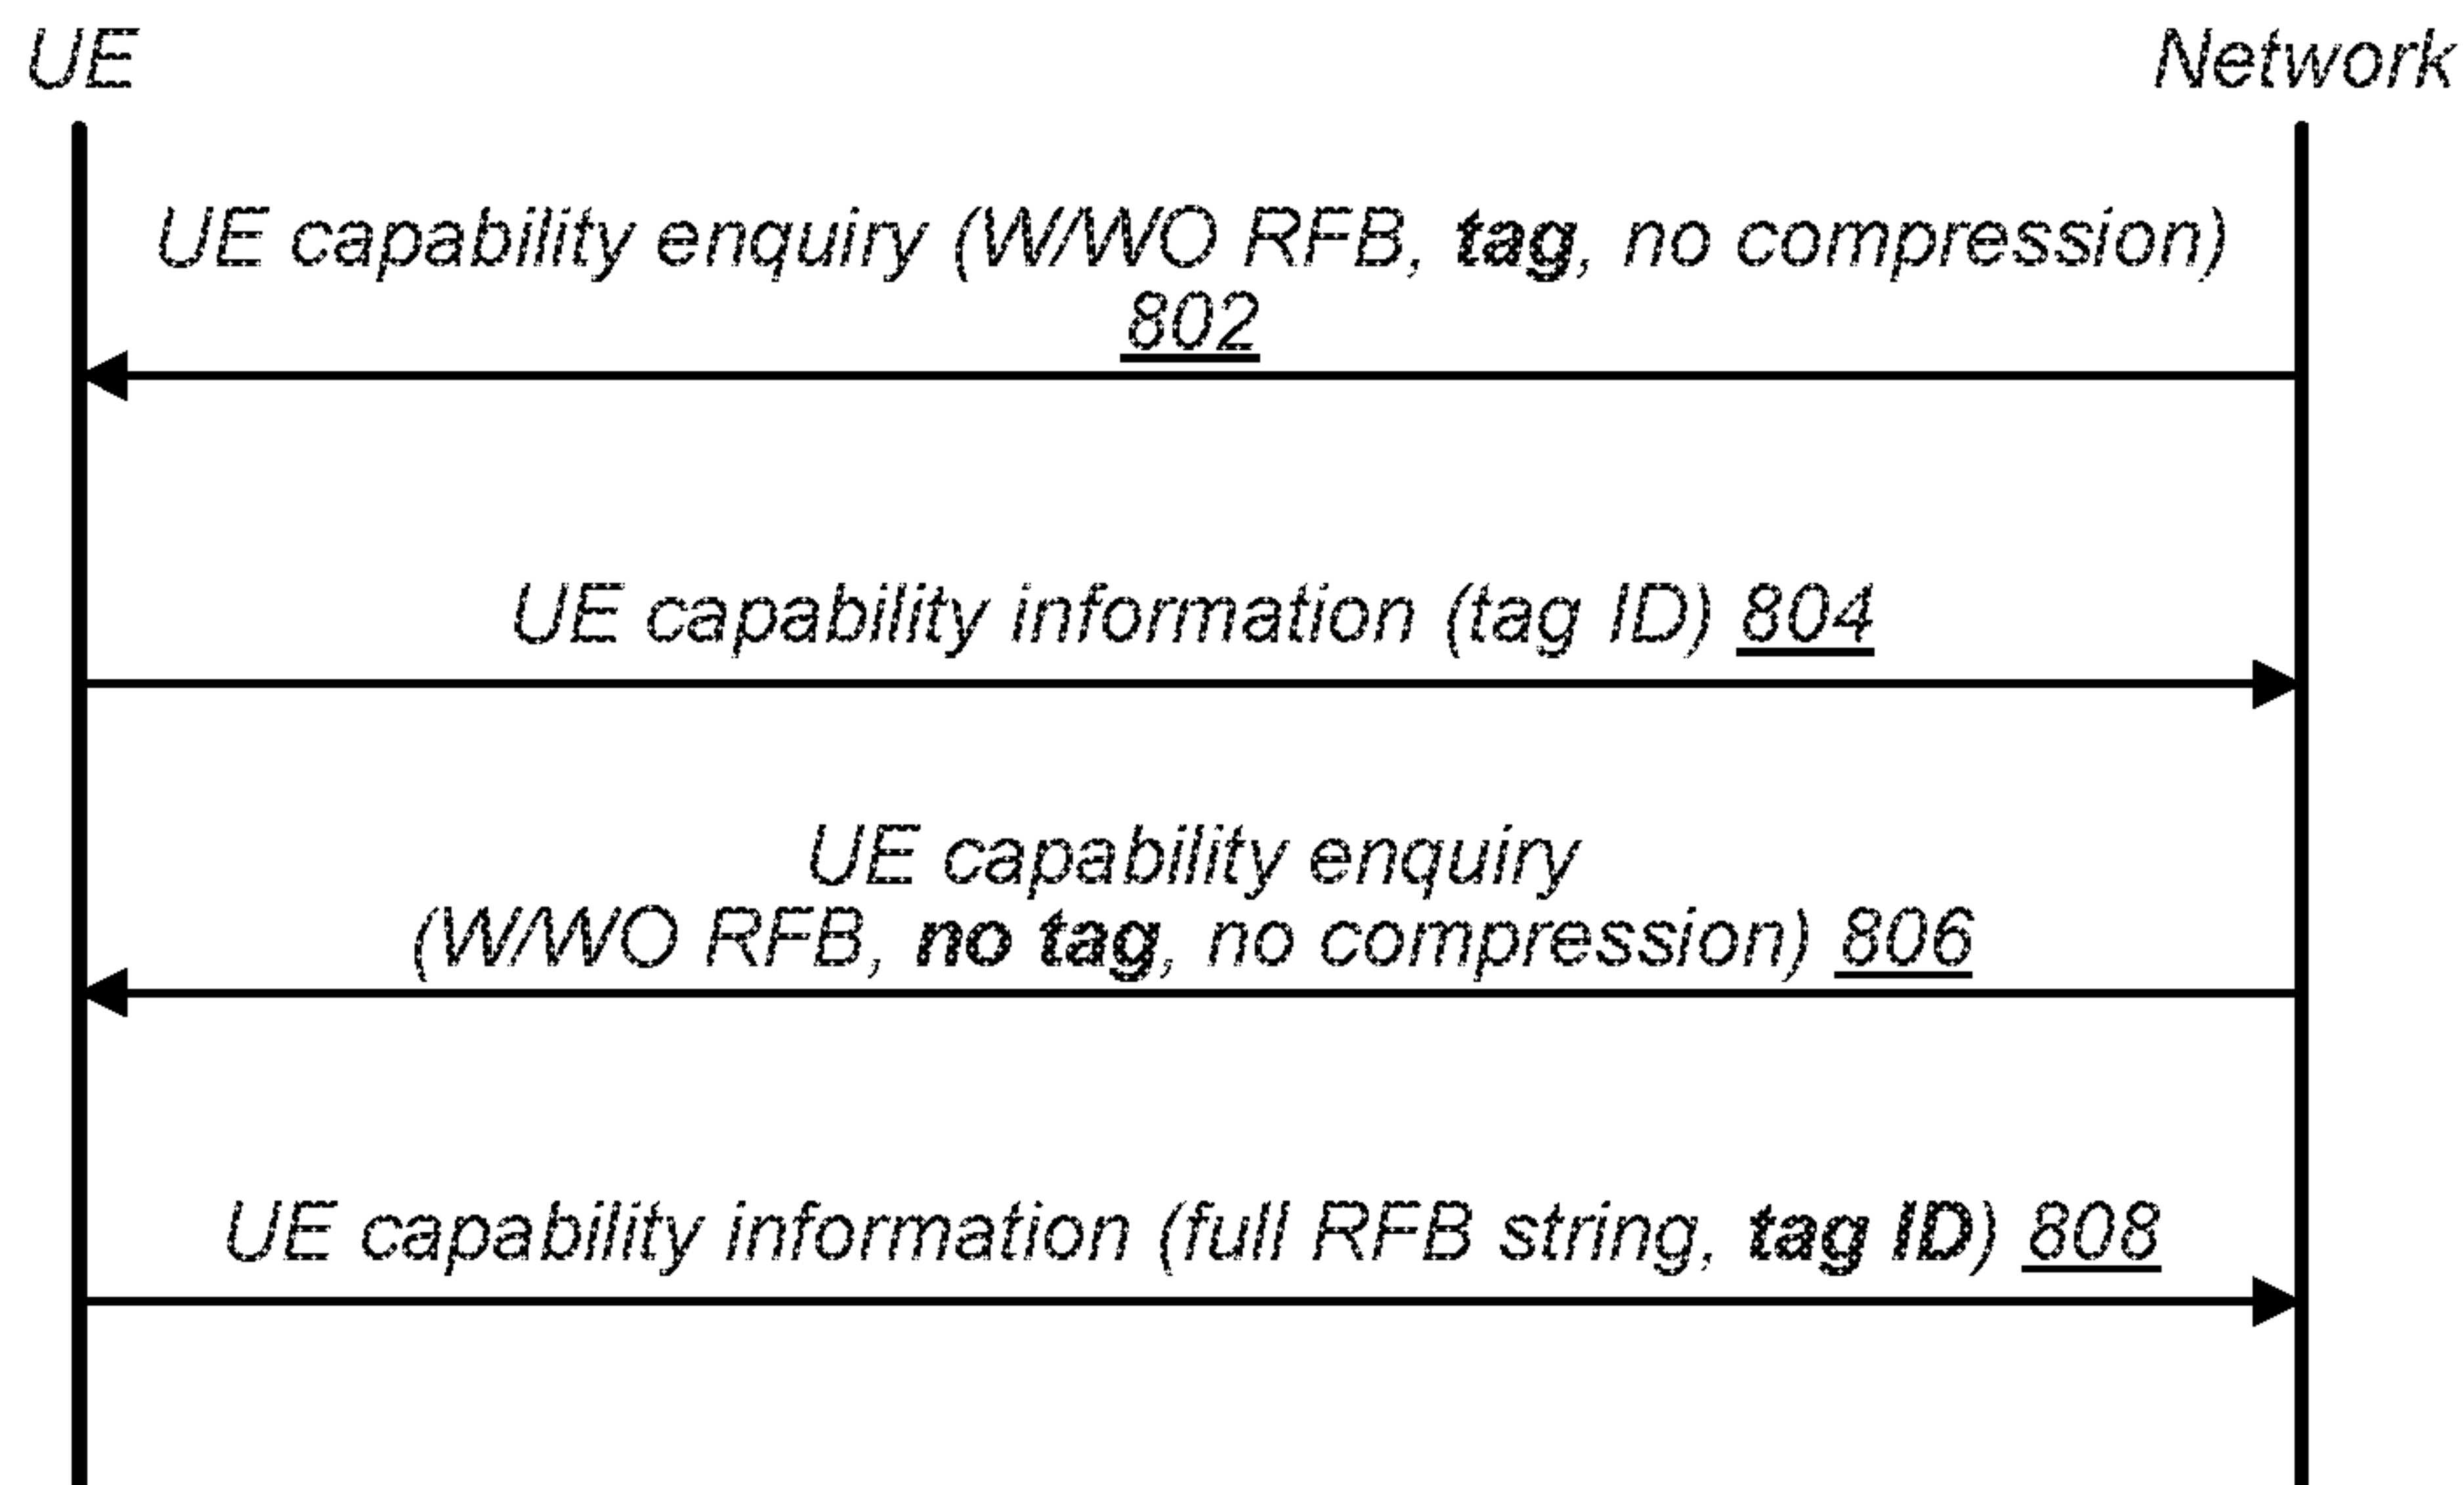 UE
Network
UE capability enquiry (W/WO RFB, tag, no compression)
802
UE capability information (tag ID) 804
UE capability enquiry
(W/WO RFB, no tag, no compression) 806
UE capability information (full RFB string, tag ID) 808